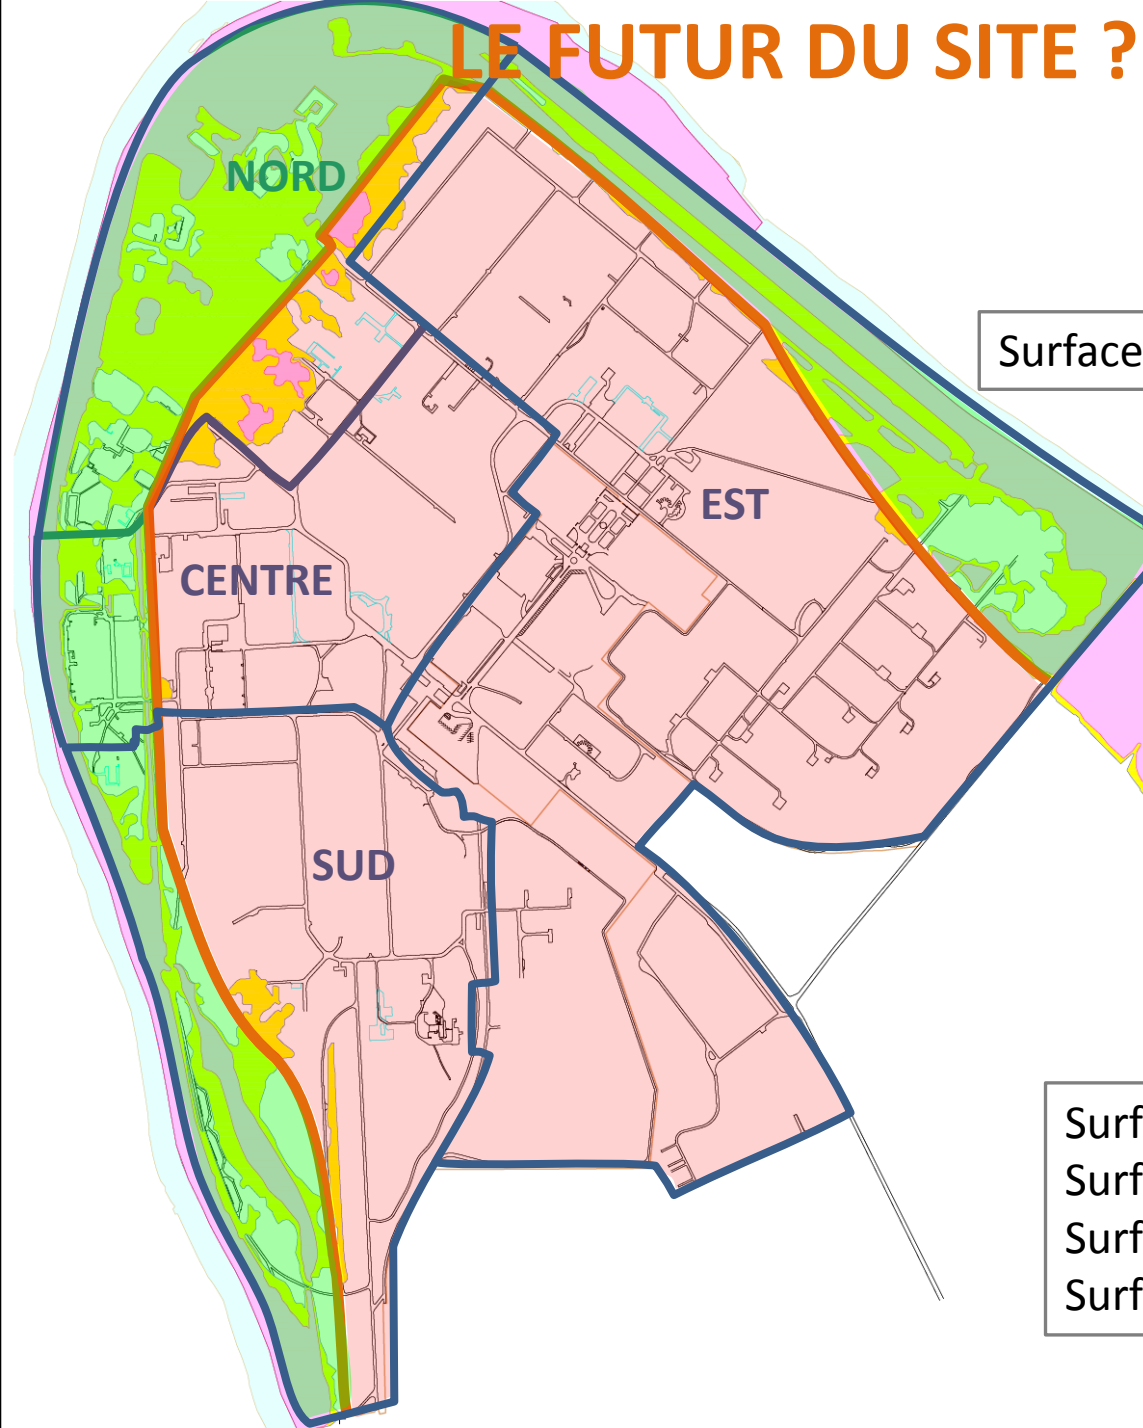 LE FUTUR DU SITE ?
NORD
Surface
EST
CENTRE
SUD
Surf
Surf
Surf
Surf